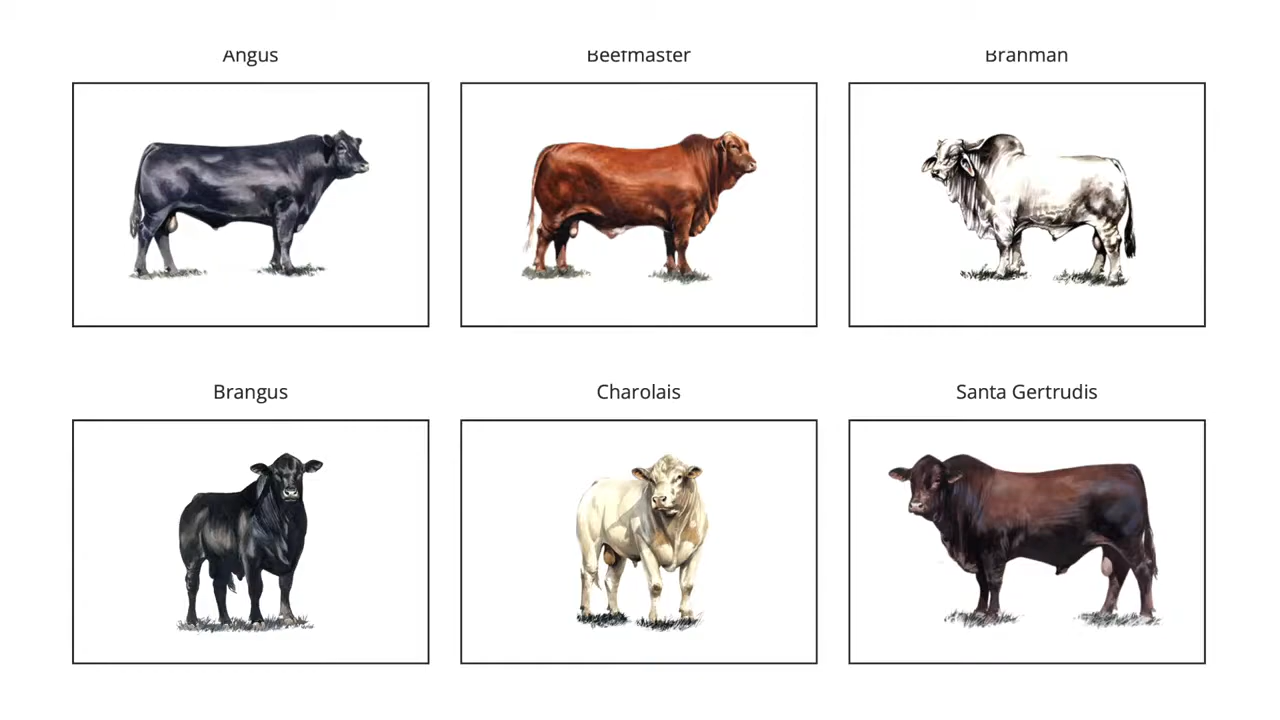 Angus
Beefmaster
Brahman
Brangus
Charolais
Santa Gertrudis